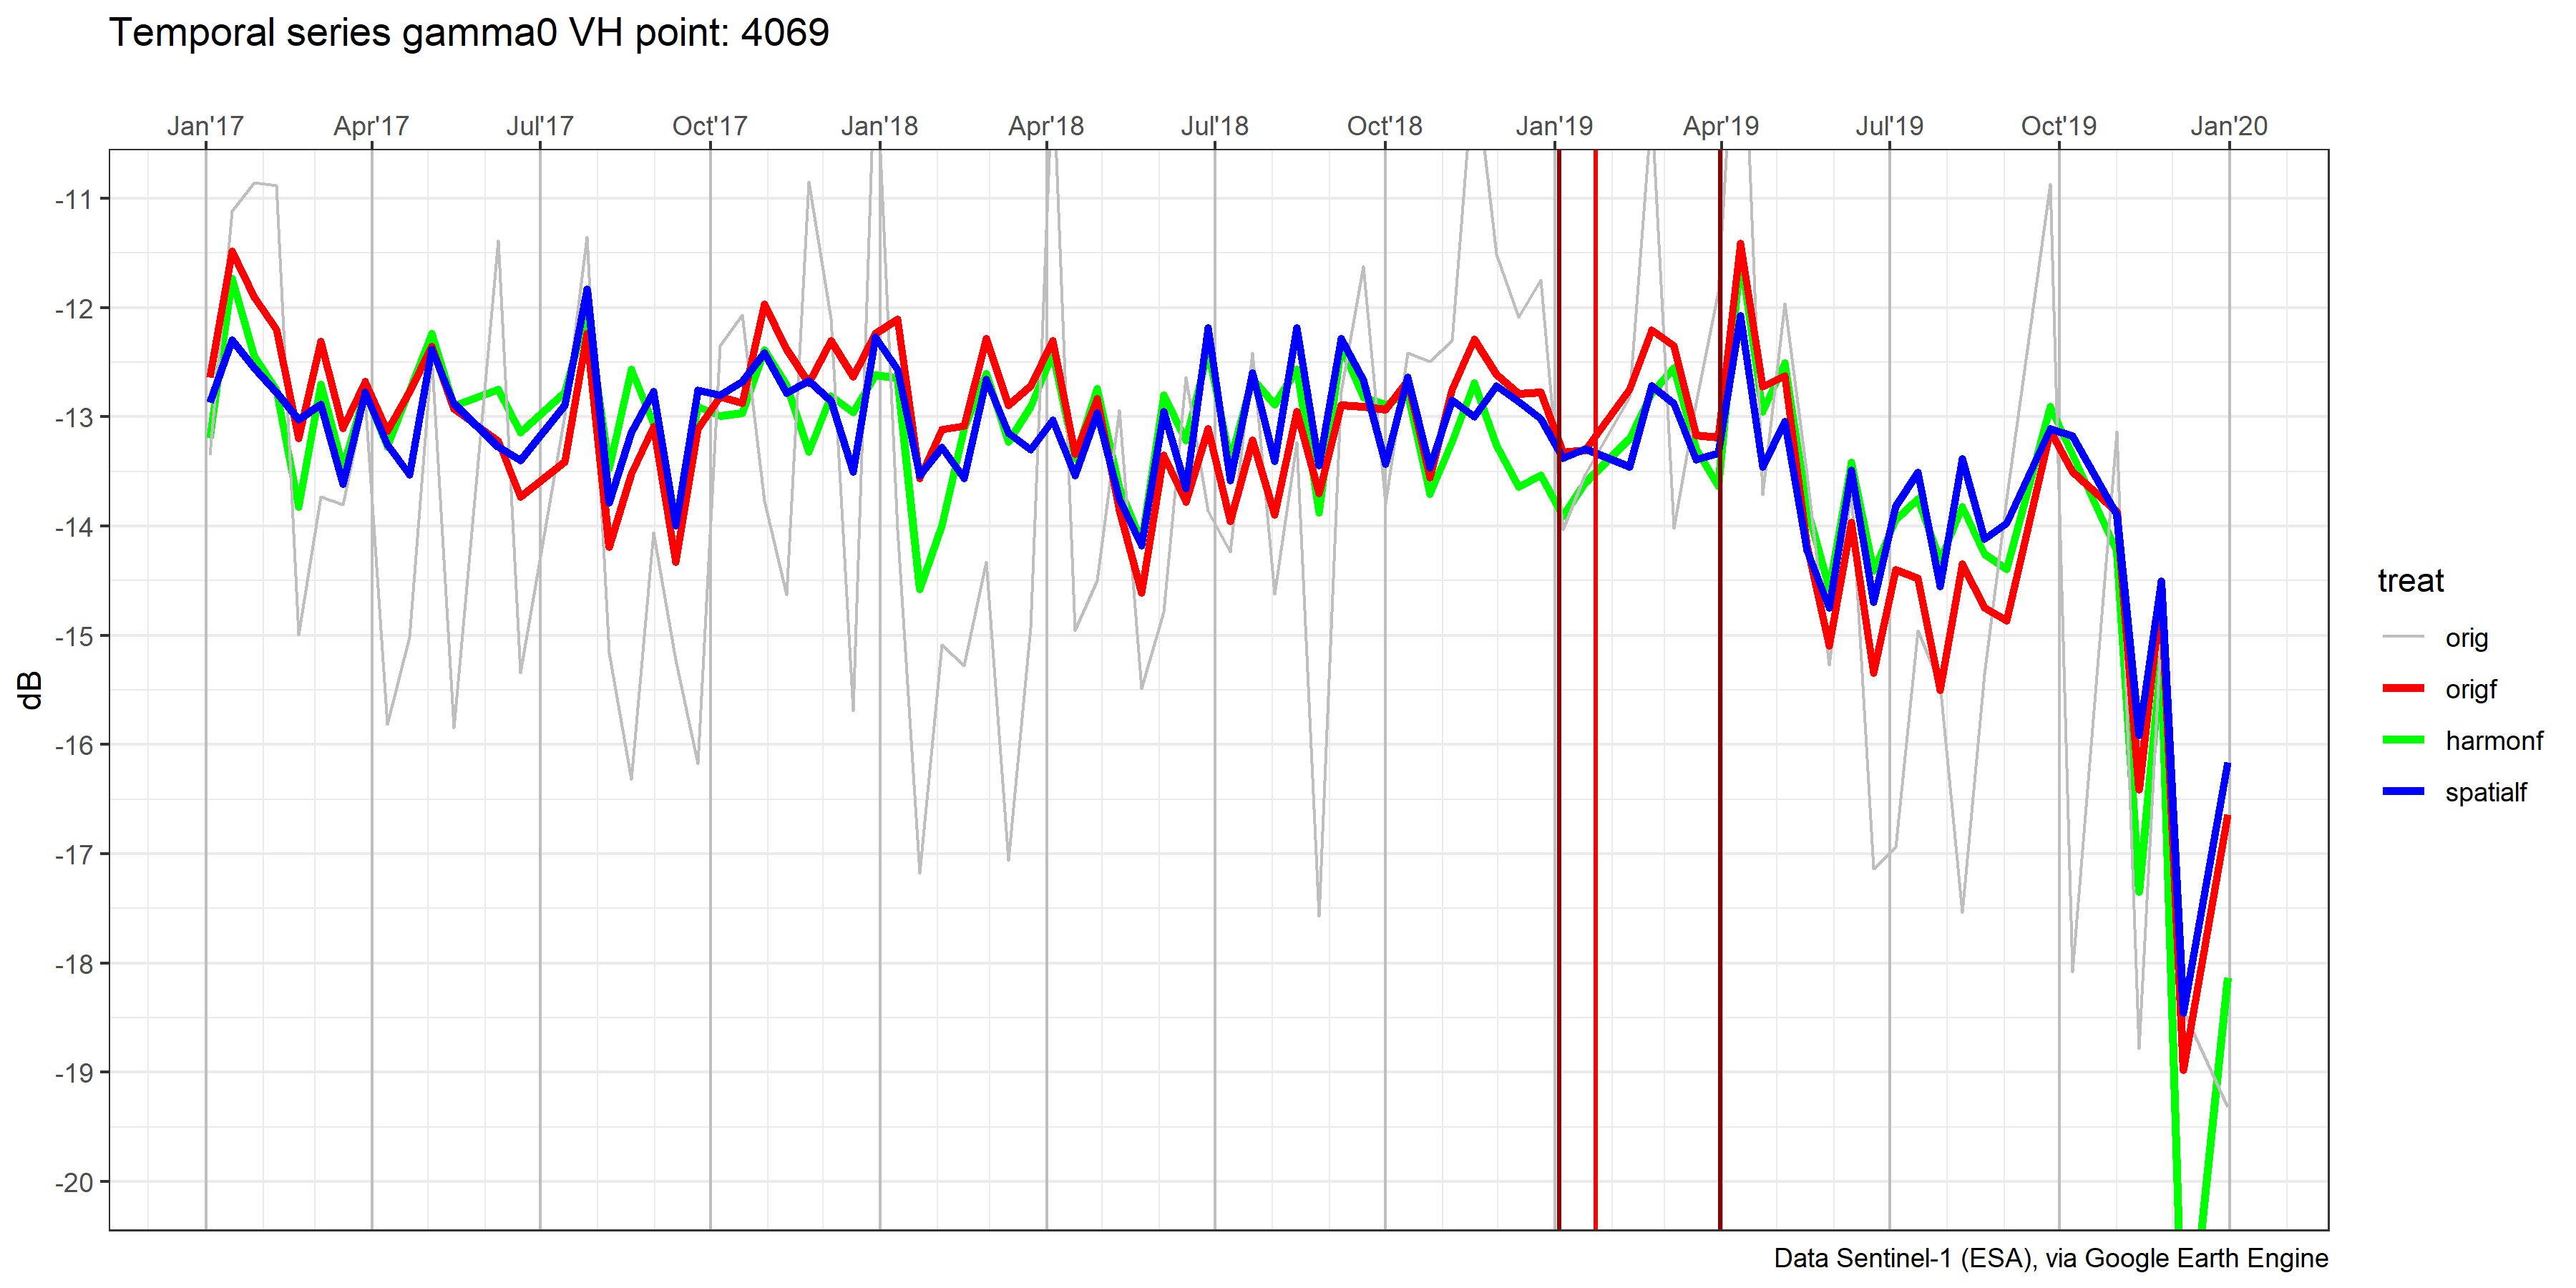 Temporal series gamma0 VH point: 4069
Jan'17 Apr'17 Jul'17 Oct'17 Jan'18 Apr'18 Jul'18 Oct'18 Jan'19 Apr'19 Jul'19 Oct'19 Jan'20
-11
-12
-13
-14
-15
-16
-17
-18
-19
-20
dB
treat
orig
origf
harmonf
spatialf
Data Sentinel-1 (ESA), via Google Earth Engine